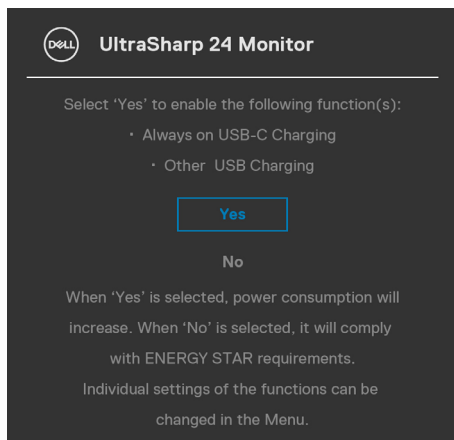 DELL UltraSharp 24 Monitor
Select ‘Yes’ to enable the following function(s):
• Always on USB-C Charging
• Other USB Charging
Yes
No
When ‘Yes’ is selected, power consumption will
increase. When ‘No’ is selected, it will comply
with ENERGY STAR requirements.
Individual settings of the functions can be
changed in the Menu.